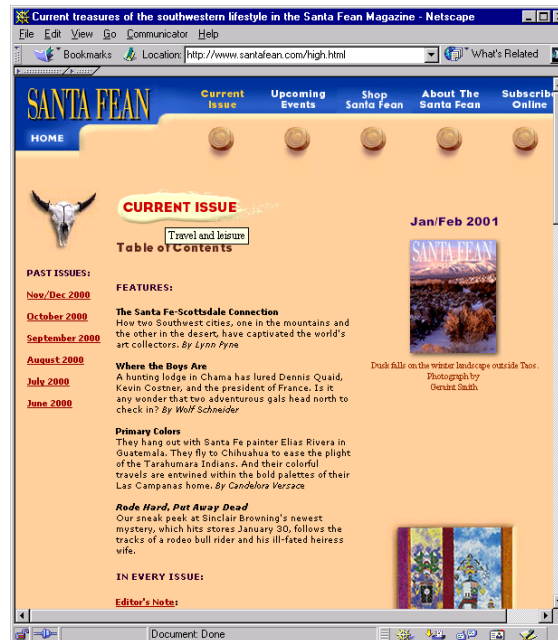 Current treasures of the southwestern lifestyle in the Santa Fean Magazine - Netscape
File Edit View Go Communicator Help
Bookmarks Location: http://www.santafean.com/high.html What's Related
SANTA FEAN
HOME
Current Issue
Upcoming Events
Shop Santa Fean
About The Santa Fean
Subscribe Online
CURRENT ISSUE
Travel and leisure
Table of Contents
PAST ISSUES:
Nov/Dec 2000
October 2000
September 2000
August 2000
July 2000
June 2000
FEATURES:
The Santa Fe-Scottsdale Connection
How two Southwest cities, one in the mountains and
the other in the desert, have captivated the world's
art collectors. By Lynn Pyne
Where the Boys Are
A hunting lodge in Chama has lured Dennis Quaid,
Kevin Costner, and the president of France. Is it
any wonder that two adventurous gals head north to
check in? By Wolf Schneider
Primary Colors
They hang out with Santa Fe painter Elias Rivera in
Guatemala. They fly to Chihuahua to ease the plight
of the Tarahumara Indians. And their colorful
travels are entwined within the bold palettes of their
Las Campanas home. By Candelora Versace
Rode Hard, Put Away Dead
Our sneak peek at Sinclair Browning's newest
mystery, which hits stores January 30, follows the
tracks of a rodeo bull rider and his ill-fated heiress
wife.
IN EVERY ISSUE:
Editor's Note:
Jan/Feb 2001
SANTA FEAN
Dusk falls on the winter landscape outside Taos.
Photograph by
Geraint Smith
Document: Done